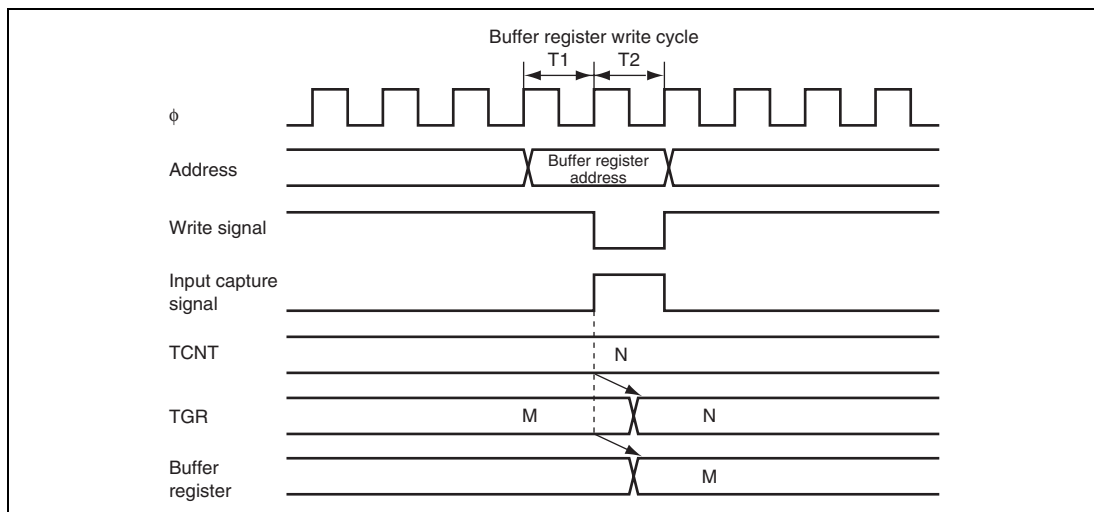 Buffer register write cycle
T1 T2
ϕ
Address
Buffer register
address
Write signal
Input capture
signal
TCNT
N
TGR
M N
Buffer
register
M